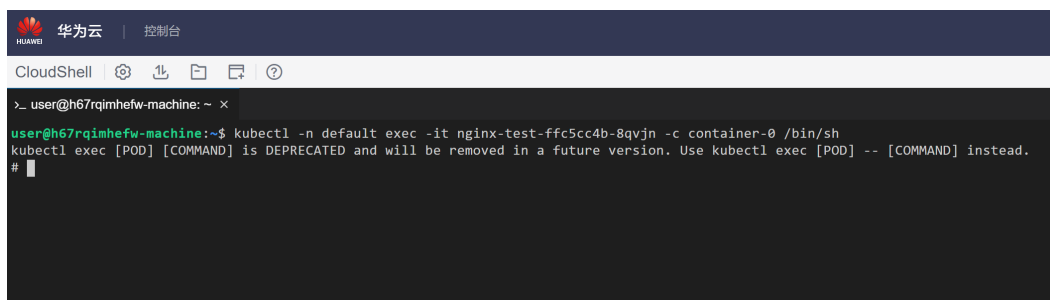 HUAWEI 华为云 | 控制台
CloudShell
>_ user@h67rqimhefw-machine: ~ ×
user@h67rqimhefw-machine:~$ kubectl -n default exec -it nginx-test-ffc5cc4b-8qvjn -c container-0 /bin/sh
kubectl exec [POD] [COMMAND] is DEPRECATED and will be removed in a future version. Use kubectl exec [POD] -- [COMMAND] instead.
#